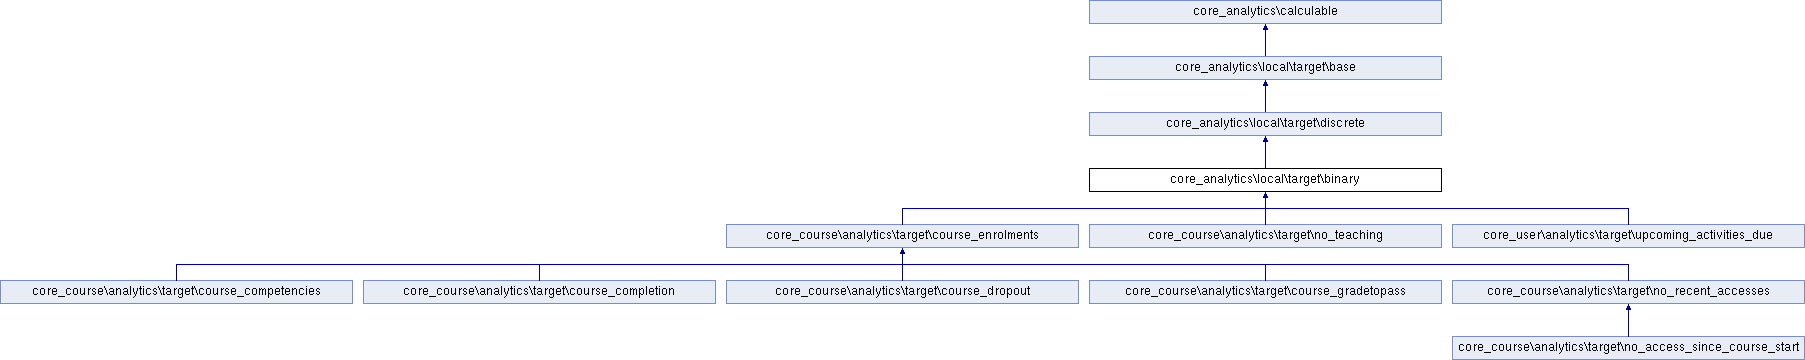 core_analytics\calculable
core_analytics\local\target\base
core_analytics\local\target\discrete
core_analytics\local\target\binary
core_course\analytics\target\course_enrolments
core_course\analytics\target\no_teaching
core_user\analytics\target\upcoming_activities_due
core_course\analytics\target\course_competencies
core_course\analytics\target\course_completion
core_course\analytics\target\course_dropout
core_course\analytics\target\course_gradetopass
core_course\analytics\target\no_recent_accesses
core_course\analytics\target\no_access_since_course_start